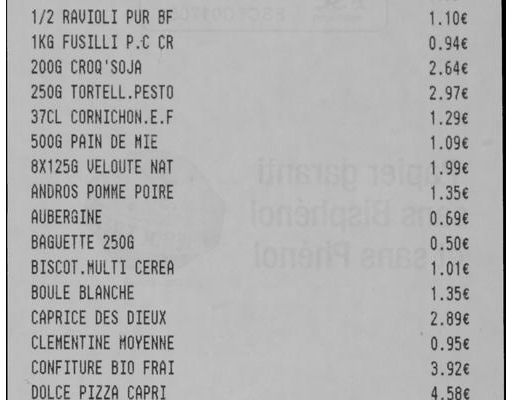 1/2 RAVIOLI PUR BF 1.10€
1KG FUSILLI P.C CR 0.94€
200G CROQ'SOJA 2.64€
250G TORTELL.PESTO 2.97€
37CL CORNICHON.E.F 1.29€
500G PAIN DE MIE 1.09€
8X125G VELOUTE NAT 1.99€
ANDROS POMME POIRE 1.35€
AUBERGINE 0.69€
BAGUETTE 250G 0.50€
BISCOT.MULTI CEREA 1.01€
BOULE BLANCHE 1.35€
CAPRICE DES DIEUX 2.89€
CLEMENTINE MOYENNE 0.95€
CONFITURE BIO FRAI 3.92€
DOLCE PIZZA CAPRI 4.58€
papier garanti
sans Bisphénol
sans Phénol